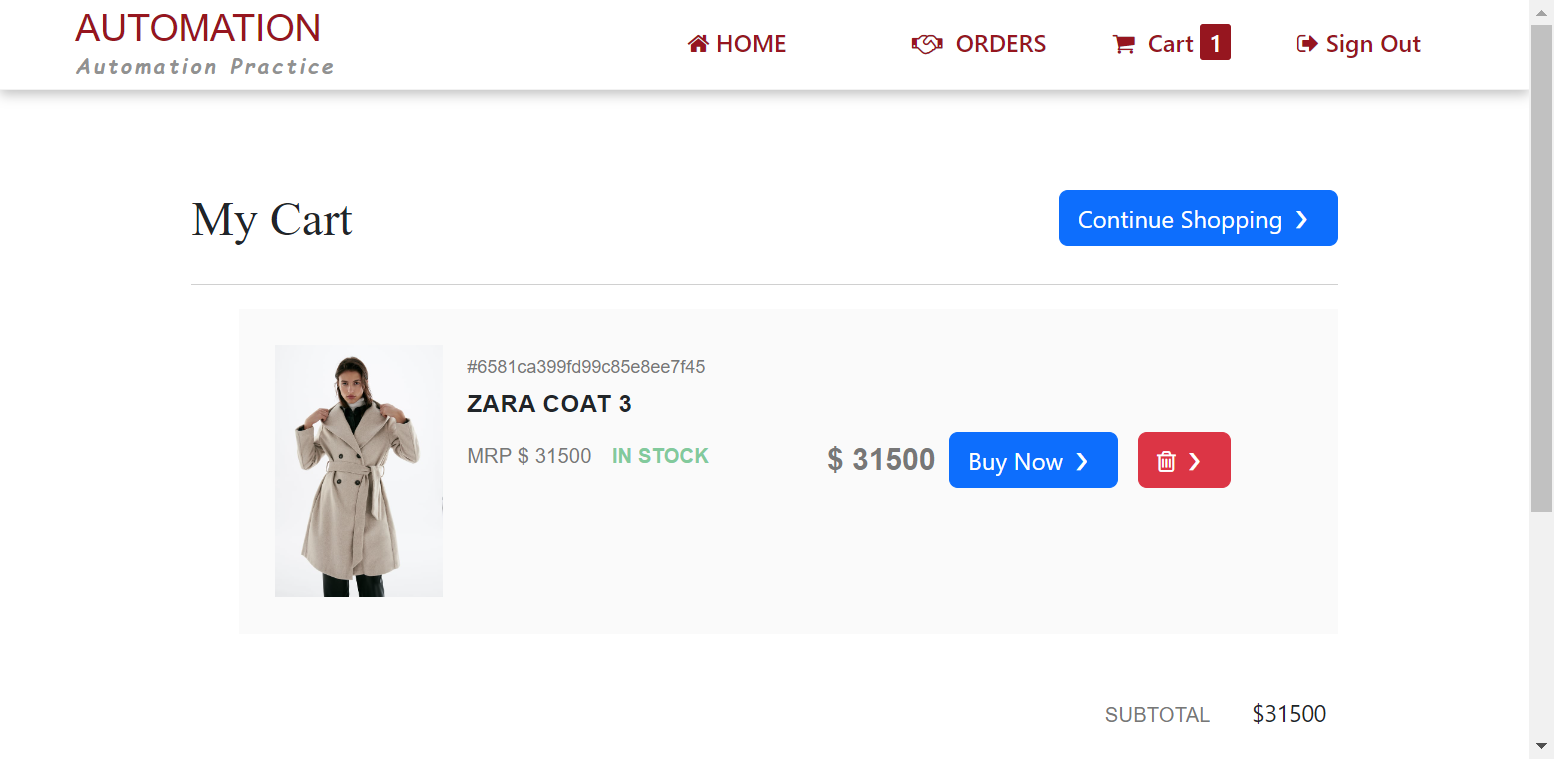 AUTOMATION
Automation Practice
HOME
ORDERS
Cart 1
Sign Out
My Cart
Continue Shopping
#6581ca399fd99c85e8ee7f45
ZARA COAT 3
MRP $ 31500 IN STOCK
$ 31500
Buy Now
SUBTOTAL $31500